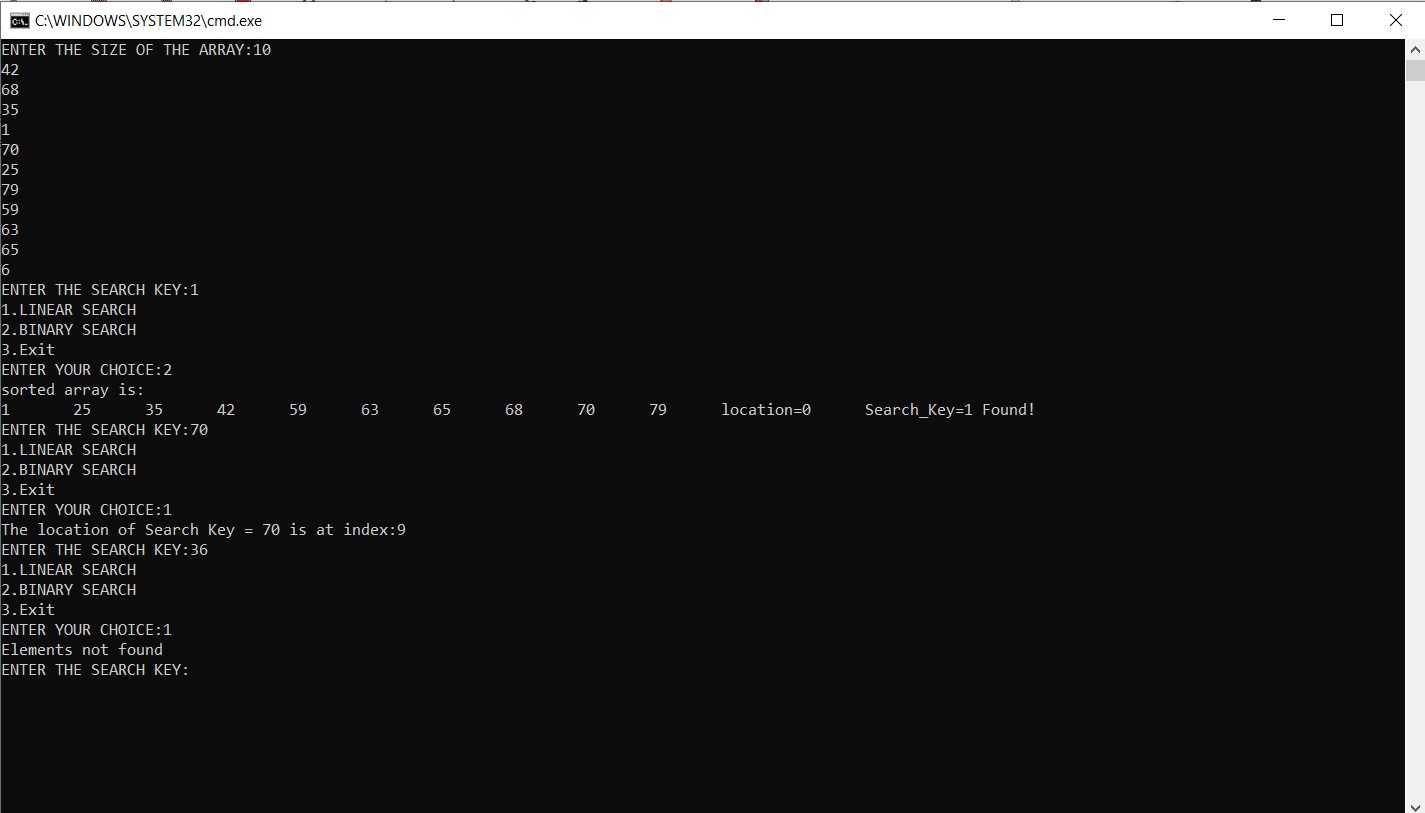 C:\WINDOWS\SYSTEM32\cmd.exe
ENTER THE SIZE OF THE ARRAY:10
42
68
35
1
70
25
79
59
63
65
6
ENTER THE SEARCH KEY:1
1.LINEAR SEARCH
2.BINARY SEARCH
3.Exit
ENTER YOUR CHOICE:2
sorted array is:
1 25 35 42 59 63 65 68 70 79 location=0 Search_Key=1 Found!
ENTER THE SEARCH KEY:70
1.LINEAR SEARCH
2.BINARY SEARCH
3.Exit
ENTER YOUR CHOICE:1
The location of Search Key = 70 is at index:9
ENTER THE SEARCH KEY:36
1.LINEAR SEARCH
2.BINARY SEARCH
3.Exit
ENTER YOUR CHOICE:1
Elements not found
ENTER THE SEARCH KEY: